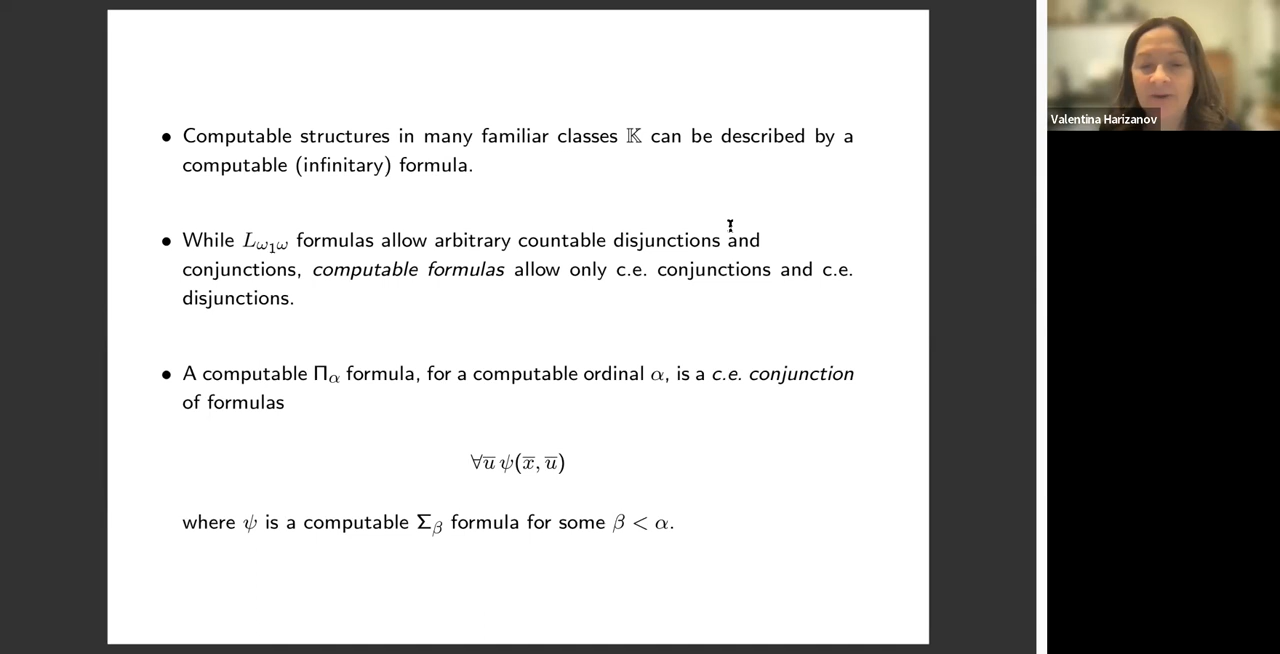 • Computable structures in many familiar classes 𝕂 can be described by a
computable (infinitary) formula.
• While L_{ω₁ω} formulas allow arbitrary countable disjunctions and
conjunctions, computable formulas allow only c.e. conjunctions and c.e.
disjunctions.
• A computable Π_α formula, for a computable ordinal α, is a c.e. conjunction
of formulas
∀u̅ ψ(x̅, u̅)
where ψ is a computable Σ_β formula for some β < α.
Valentina Harizanov